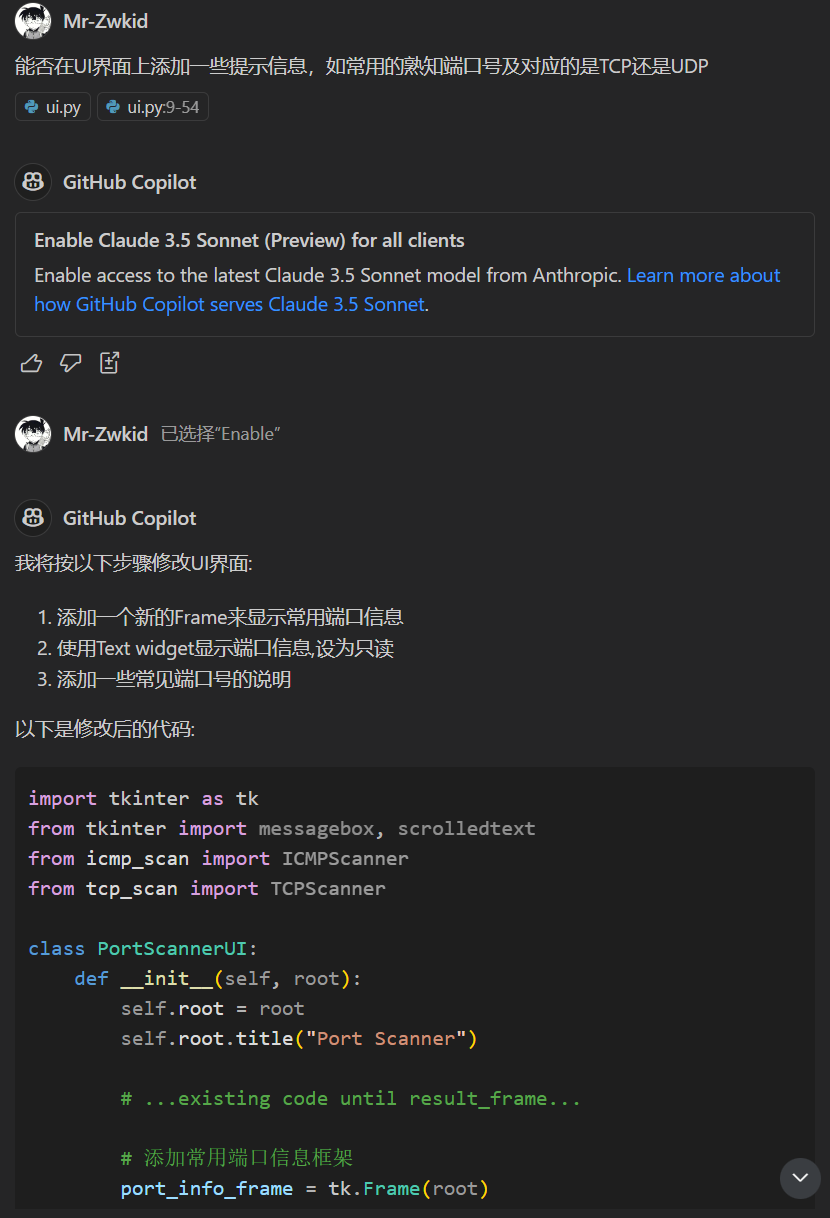 Mr-Zwkid
能否在UI界面上添加一些提示信息，如常用的熟知端口号及对应的是TCP还是UDP
ui.py ui.py:9-54
GitHub Copilot
Enable Claude 3.5 Sonnet (Preview) for all clients
Enable access to the latest Claude 3.5 Sonnet model from Anthropic. Learn more about
how GitHub Copilot serves Claude 3.5 Sonnet.
Mr-Zwkid 已选择“Enable”
GitHub Copilot
我将按以下步骤修改UI界面:
1. 添加一个新的Frame来显示常用端口信息
2. 使用Text widget显示端口信息,设为只读
3. 添加一些常见端口号的说明
以下是修改后的代码:
import tkinter as tk
from tkinter import messagebox, scrolledtext
from icmp_scan import ICMPScanner
from tcp_scan import TCPScanner
class PortScannerUI:
    def __init__(self, root):
        self.root = root
        self.root.title("Port Scanner")
        # ...existing code until result_frame...
        # 添加常用端口信息框架
        port_info_frame = tk.Frame(root)